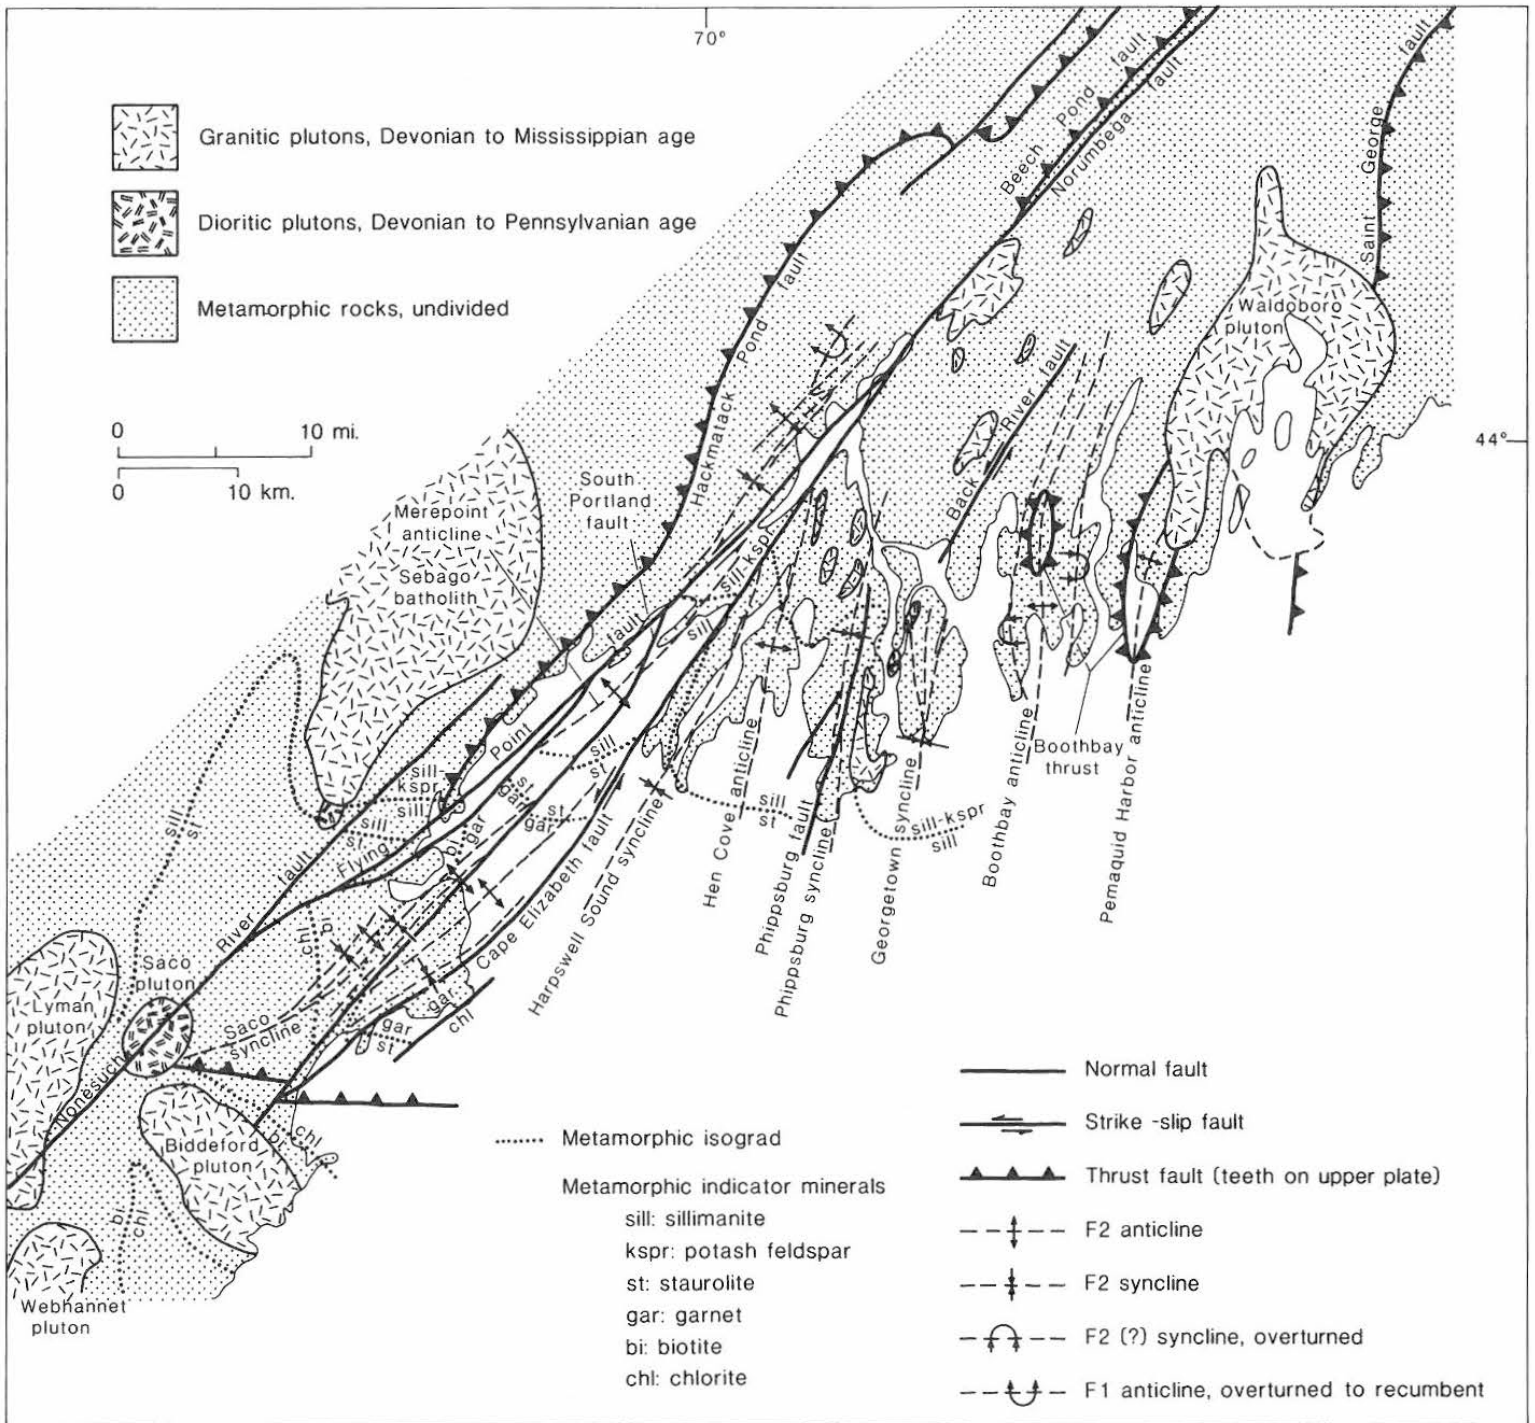 70°
Granitic plutons, Devonian to Mississippian age
Dioritic plutons, Devonian to Pennsylvanian age
Metamorphic rocks, undivided
0 10 mi.
0 10 km.
44°
Beech Pond fault
Norumbega fault
Saint George fault
Hackmatack Pond fault
Waldoboro
pluton
Back River fault
South
Portland
fault
Merepoint
anticline
Sebago
batholith
sill-kspr
sill
Flying Point fault
sill
st
sill-
kspr
sill
sill
st
sill
st
st
gar
st
gar
bi
gar
chl
bi
Nonesuch River fault
Cape Elizabeth fault
Harpswell Sound syncline
Hen Cove anticline
sill
st
Phippsburg fault
Phippsburg syncline
Georgetown syncline
sill-kspr
sill
Boothbay anticline
Boothbay
thrust
Pemaquid Harbor anticline
Saco
pluton
Lyman
pluton
Saco
syncline
gar
chl
gar
st
Biddeford
pluton
chl
bi
bi
chl
Webhannet
pluton
Metamorphic isograd
Metamorphic indicator minerals
sill: sillimanite
kspr: potash feldspar
st: staurolite
gar: garnet
bi: biotite
chl: chlorite
Normal fault
Strike -slip fault
Thrust fault (teeth on upper plate)
F2 anticline
F2 syncline
F2 (?) syncline, overturned
F1 anticline, overturned to recumbent